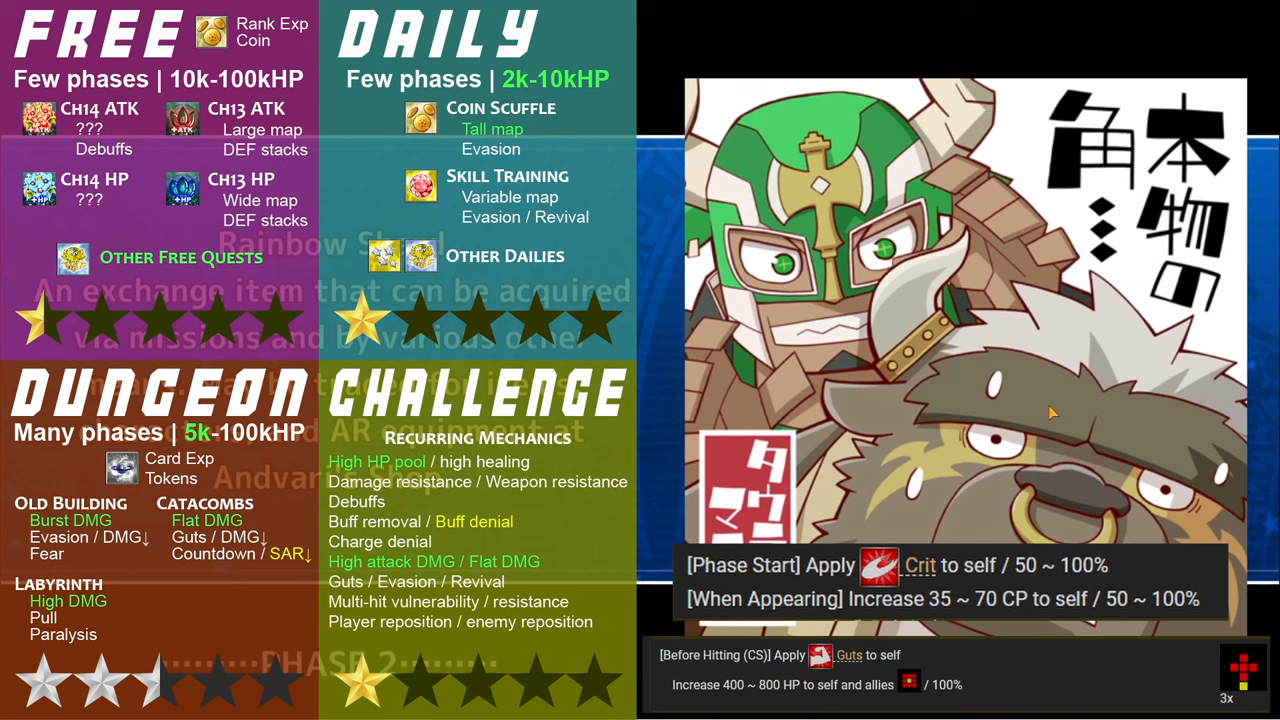 FREE
Rank Exp
Coin
Few phases | 10k-100kHP
CH14 ATK
???
Debuffs
CH13 ATK
Large map
DEF stacks
+ATK
+ATK
CH14 HP
???
CH13 HP
Wide map
DEF stacks
+HP
+HP
OTHER FREE QUESTS
DAILY
Few phases | 2k-10kHP
COIN SCUFFLE
Tall map
Evasion
SKILL TRAINING
Variable map
Evasion / Revival
OTHER DAILIES
Rainbow
An exchange item that can be acquired
via missions and by various other
AR equipment at
Andvari's Shop
DUNGEON
Many phases | 5k-100kHP
Card Exp
Tokens
OLD BUILDING
Burst DMG
Evasion / DMG↓
Fear
CATACOMBS
Flat DMG
Guts / DMG↓
Countdown / SAR↓
LABYRINTH
High DMG
Pull
Paralysis
CHALLENGE
RECURRING MECHANICS
High HP pool / high healing
Damage resistance / Weapon resistance
Debuffs
Buff removal / Buff denial
Charge denial
High attack DMG / Flat DMG
Guts / Evasion / Revival
Multi-hit vulnerability / resistance
Player reposition / enemy reposition
PHASE 2
本物の
角…
タウ
[Phase Start] Apply Crit to self / 50 ~ 100%
[When Appearing] Increase 35 ~ 70 CP to self / 50 ~ 100%
[Before Hitting (CS)] Apply Guts to self
Increase 400 ~ 800 HP to self and allies / 100%
3x